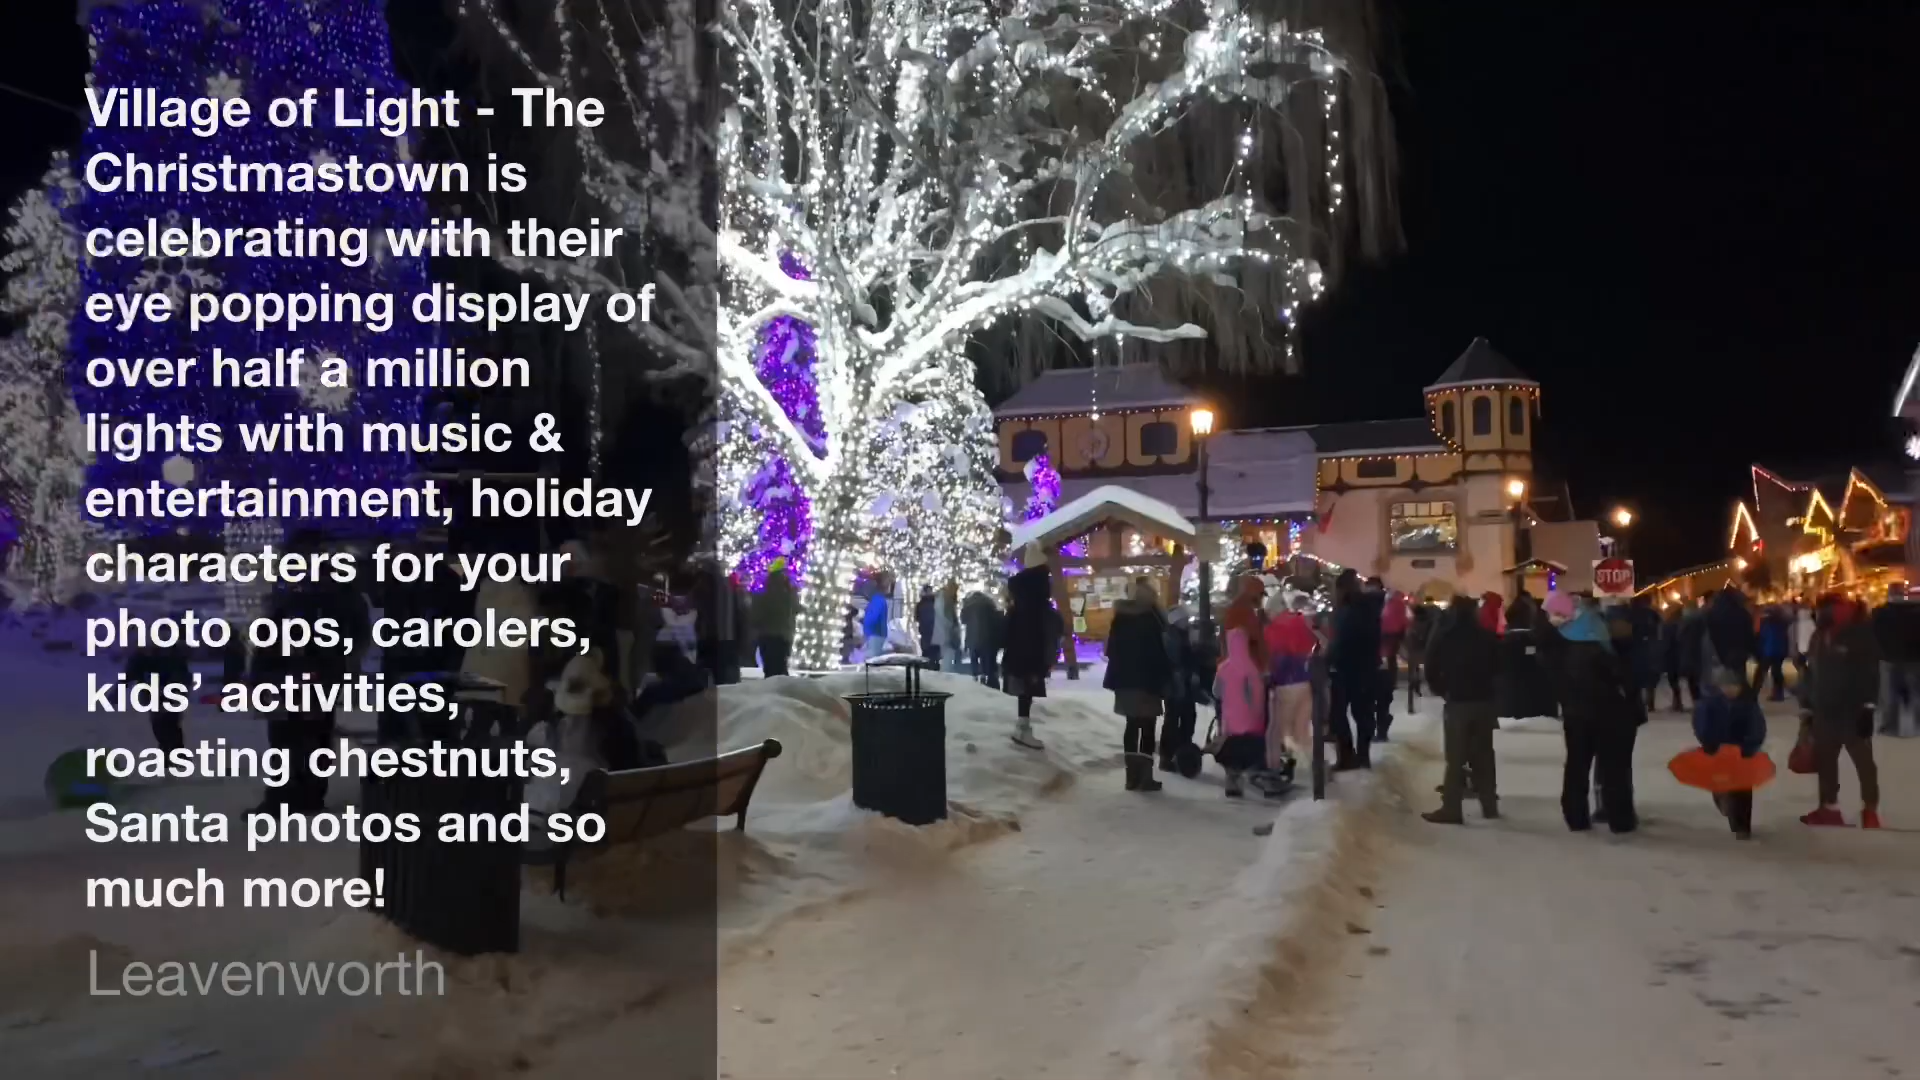 Village of Light - The
Christmastown is
celebrating with their
eye popping display of
over half a million
lights with music &
entertainment, holiday
characters for your
photo ops, carolers,
kids’ activities,
roasting chestnuts,
Santa photos and so
much more!
Leavenworth
STOP